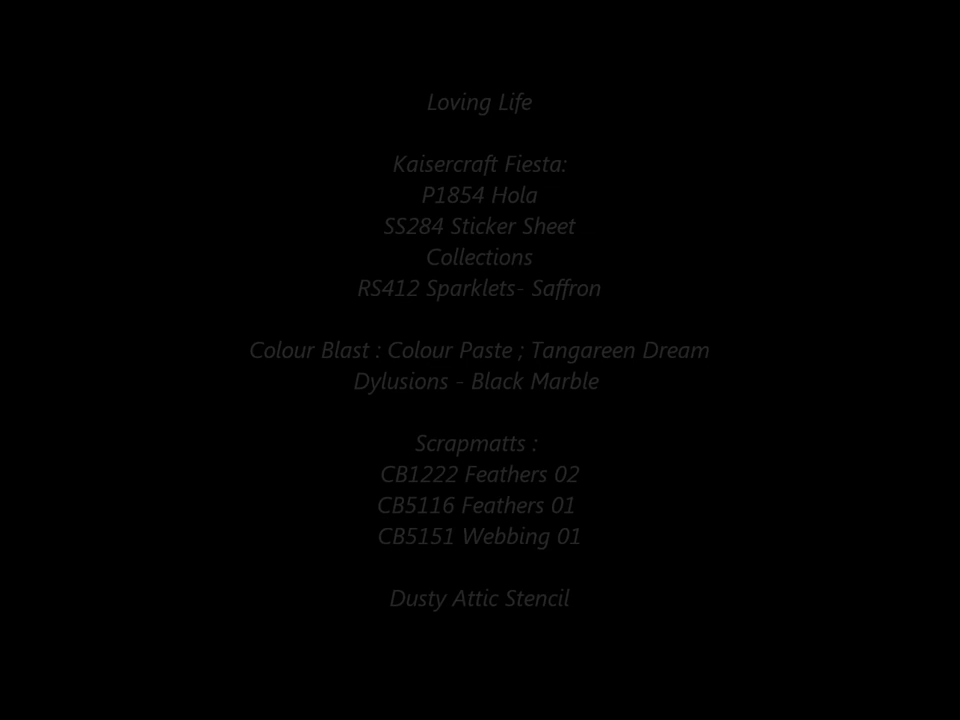 Loving Life
Kaisercraft Fiesta:
P1854 Hola
SS284 Sticker Sheet
Collections
RS412 Sparklets- Saffron
Colour Blast : Colour Paste ; Tangareen Dream
Dylusions - Black Marble
Scrapmatts :
CB1222 Feathers 02
CB5116 Feathers 01
CB5151 Webbing 01
Dusty Attic Stencil